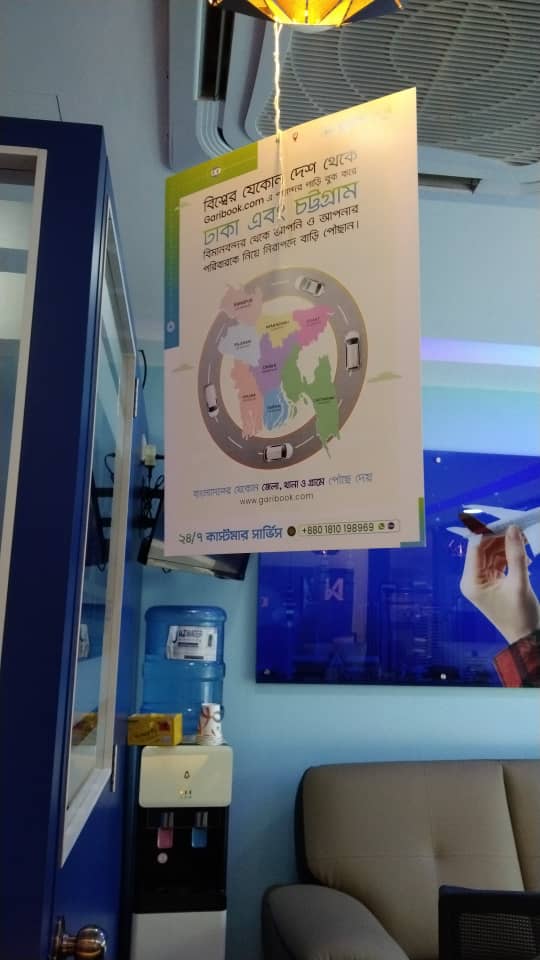 বিশ্বের যেকোন দেশ থেকে
Garibook.com এ গাড়ি বুক করে
ঢাকা এবং চট্টগ্রাম
বিমানবন্দর থেকে আপনি ও আপনার
পরিবারকে নিয়ে নিরাপদে বাড়ি পৌঁছান।
বাংলাদেশের যেকোন জেলা, থানা ও গ্রামে পৌঁছে দেয়
www.garibook.com
২৪/৭ কাস্টমার সার্ভিস +880 1810 198969
WATER